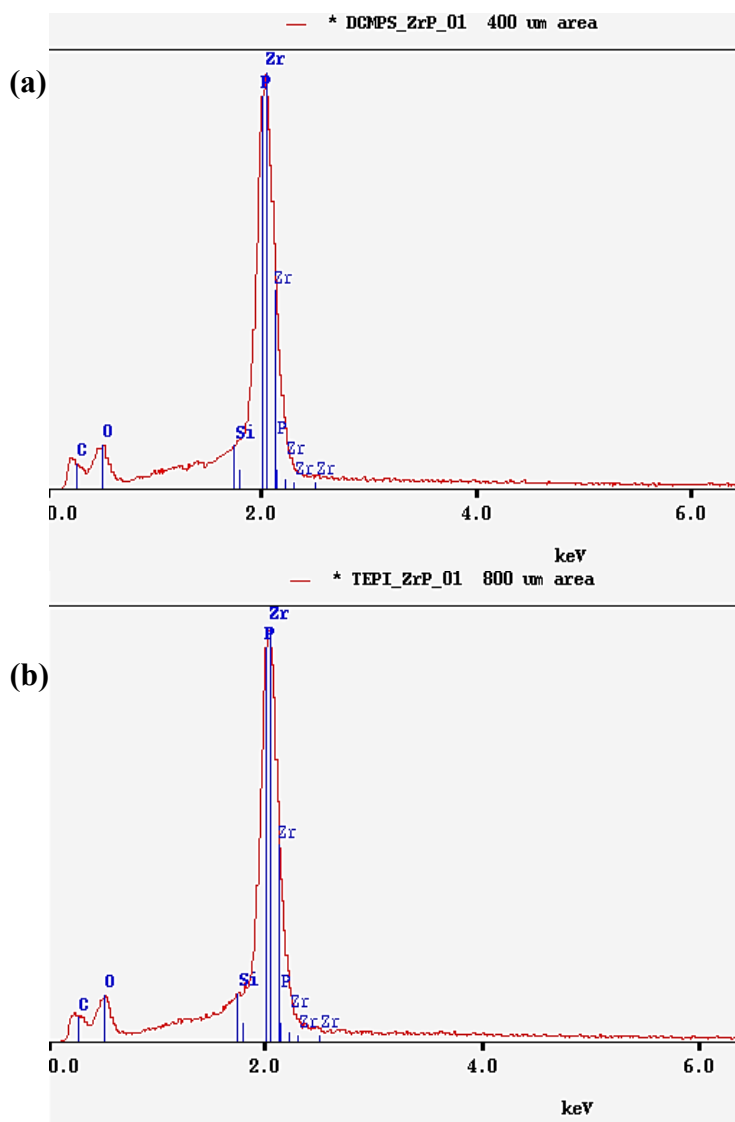 * DCMPS_ZrP_01 400 um area
(a)
Zr
P
Zr
C
O
Si
P
Zr
Zr Zr
0.0 2.0 4.0 6.0
keV
* TEPI_ZrP_01 800 um area
(b)
Zr
P
Zr
C
O
Si
P
Zr
Zr Zr
0.0 2.0 4.0 6.0
keV